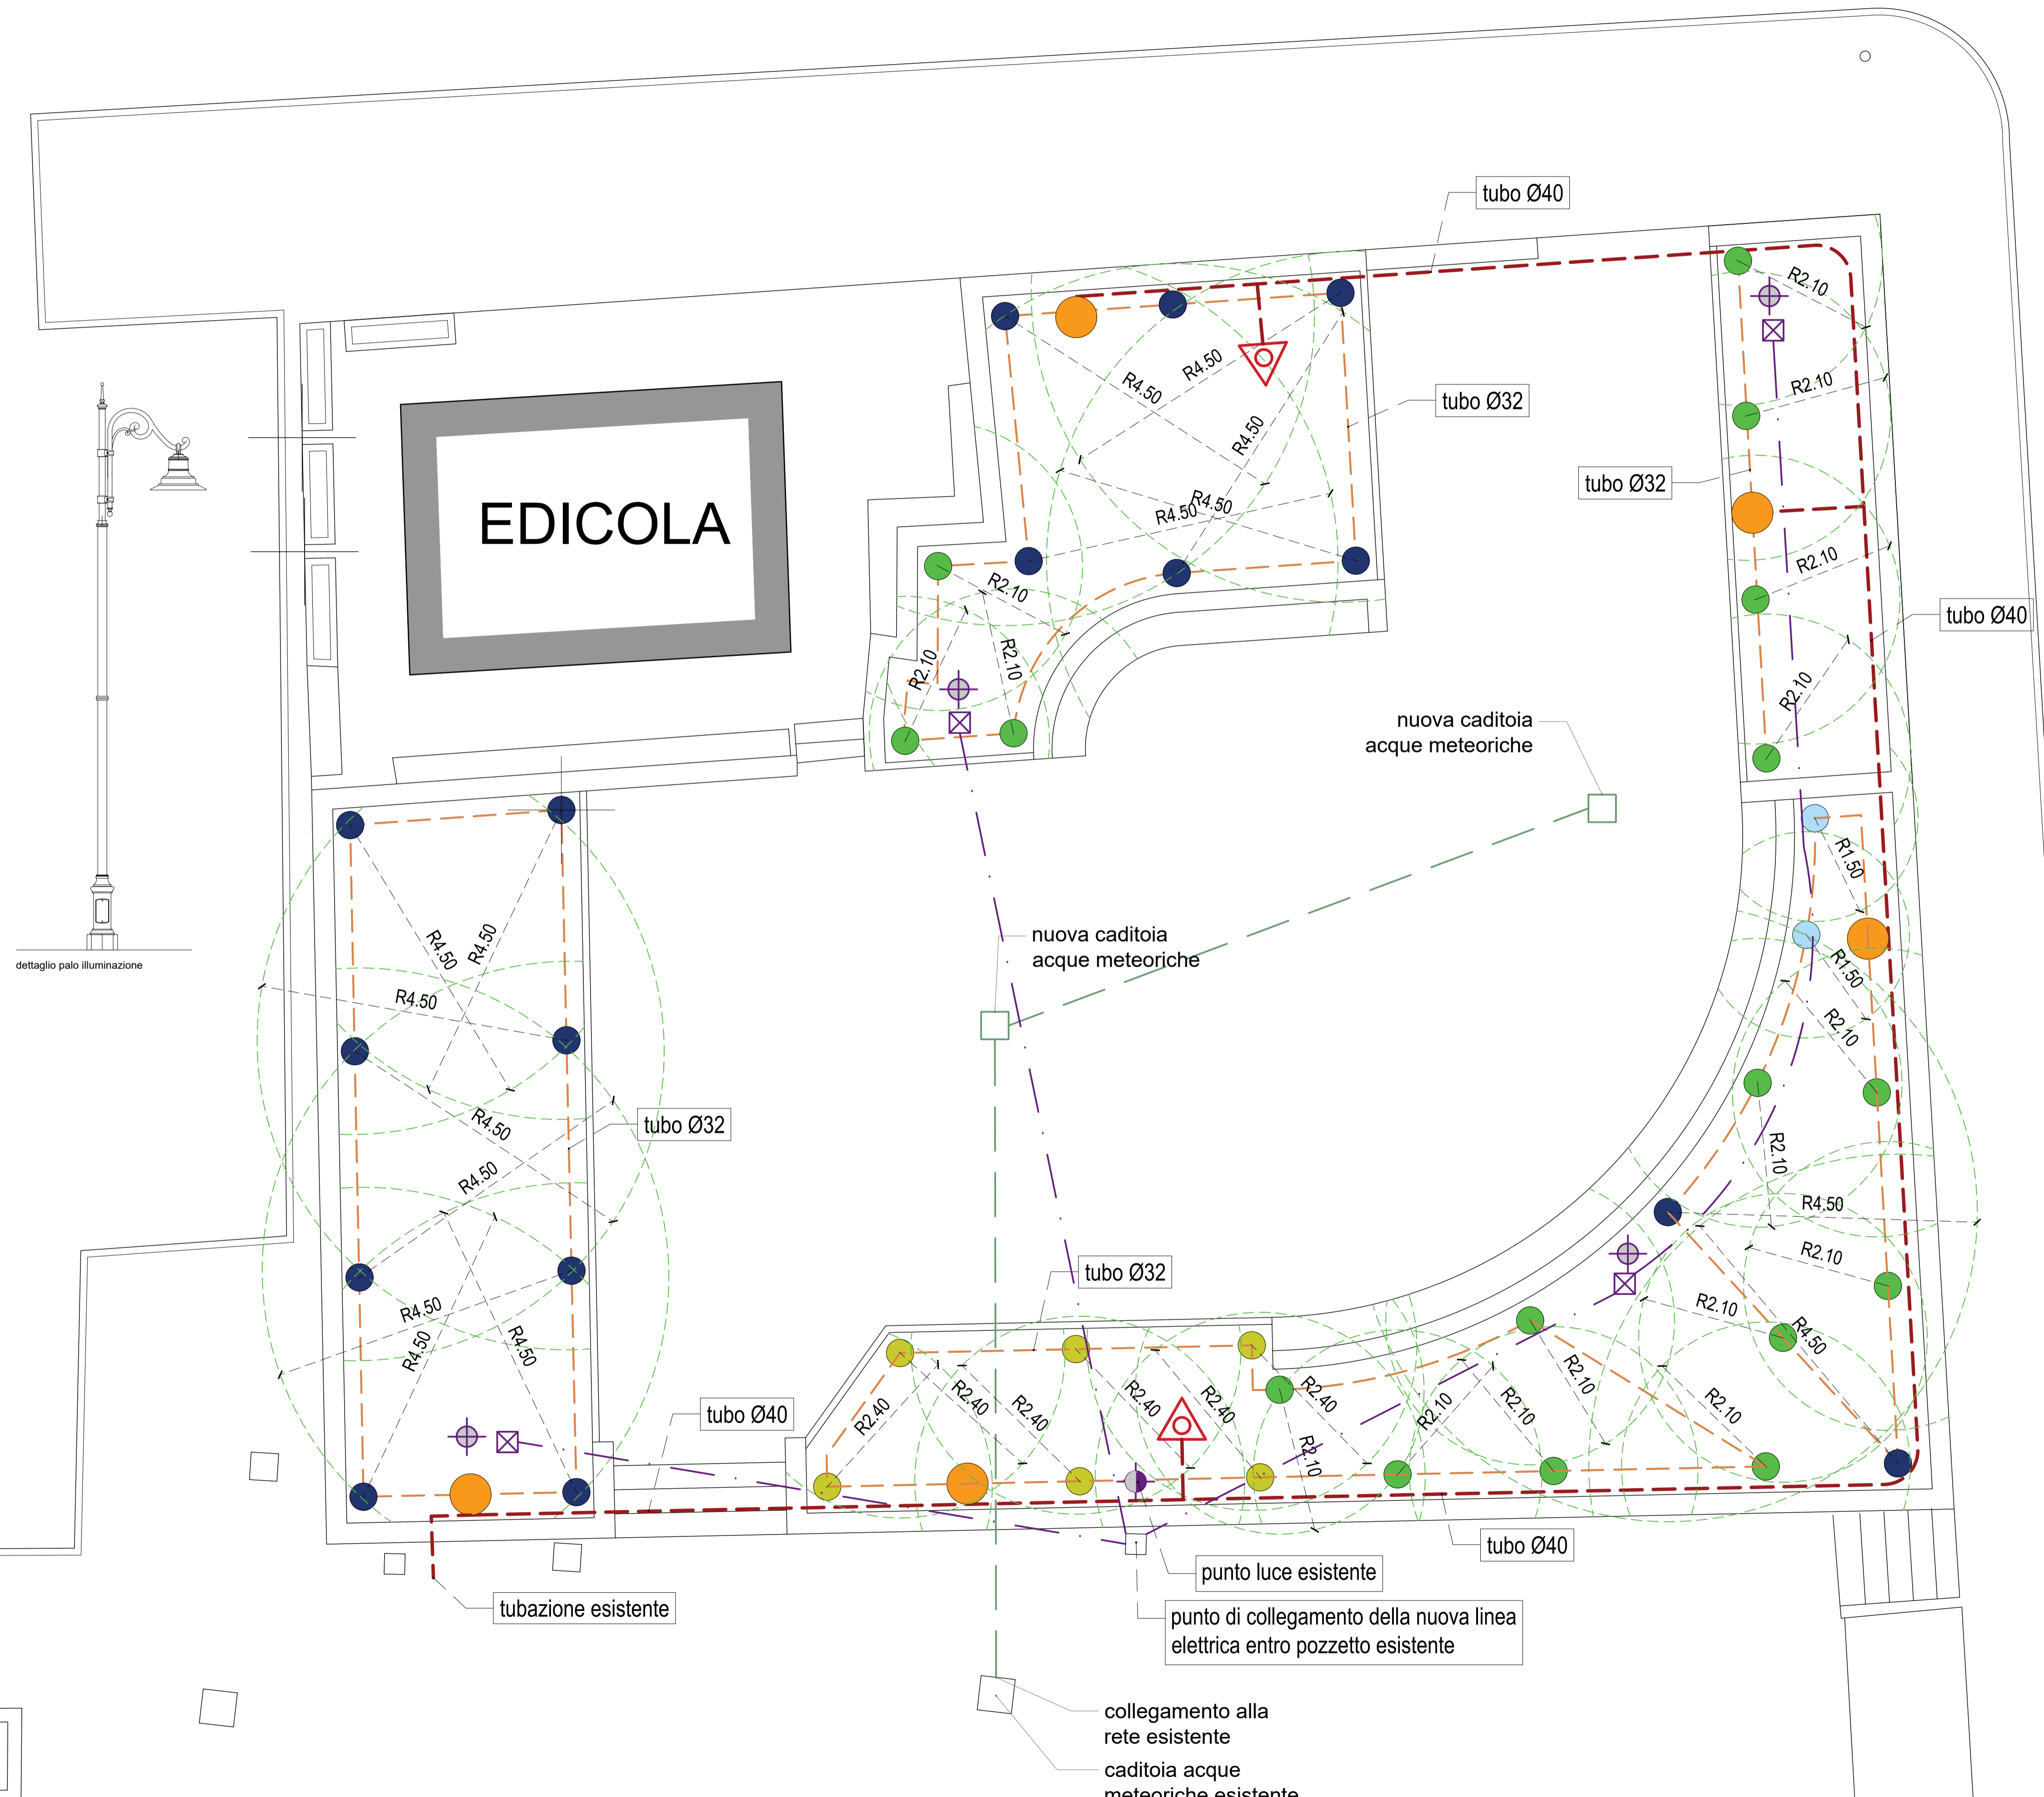 tubo Ø40
R2.10
R4.50
R4.50
R2.10
tubo Ø32
R4.50
tubo Ø32
R4.50
R4.50
EDICOLA
R2.10
R2.10
tubo Ø40
R2.10
R2.10
R2.10
nuova caditoia
acque meteoriche
R1.50
nuova caditoia
acque meteoriche
R4.50
R4.50
dettaglio palo illuminazione
R1.50
R4.50
R2.10
R4.50
tubo Ø32
R2.10
R4.50
R4.50
R2.10
tubo Ø32
R4.50
R2.10
R4.50
R4.50
R4.50
R2.40
R2.40
R2.40
R2.40
R2.40
R2.40
R2.10
R2.10
R2.10
R2.10
R2.10
tubo Ø40
tubo Ø40
punto luce esistente
tubazione esistente
punto di collegamento della nuova linea
elettrica entro pozzetto esistente
collegamento alla
rete esistente
caditoia acque
meteoriche esistente